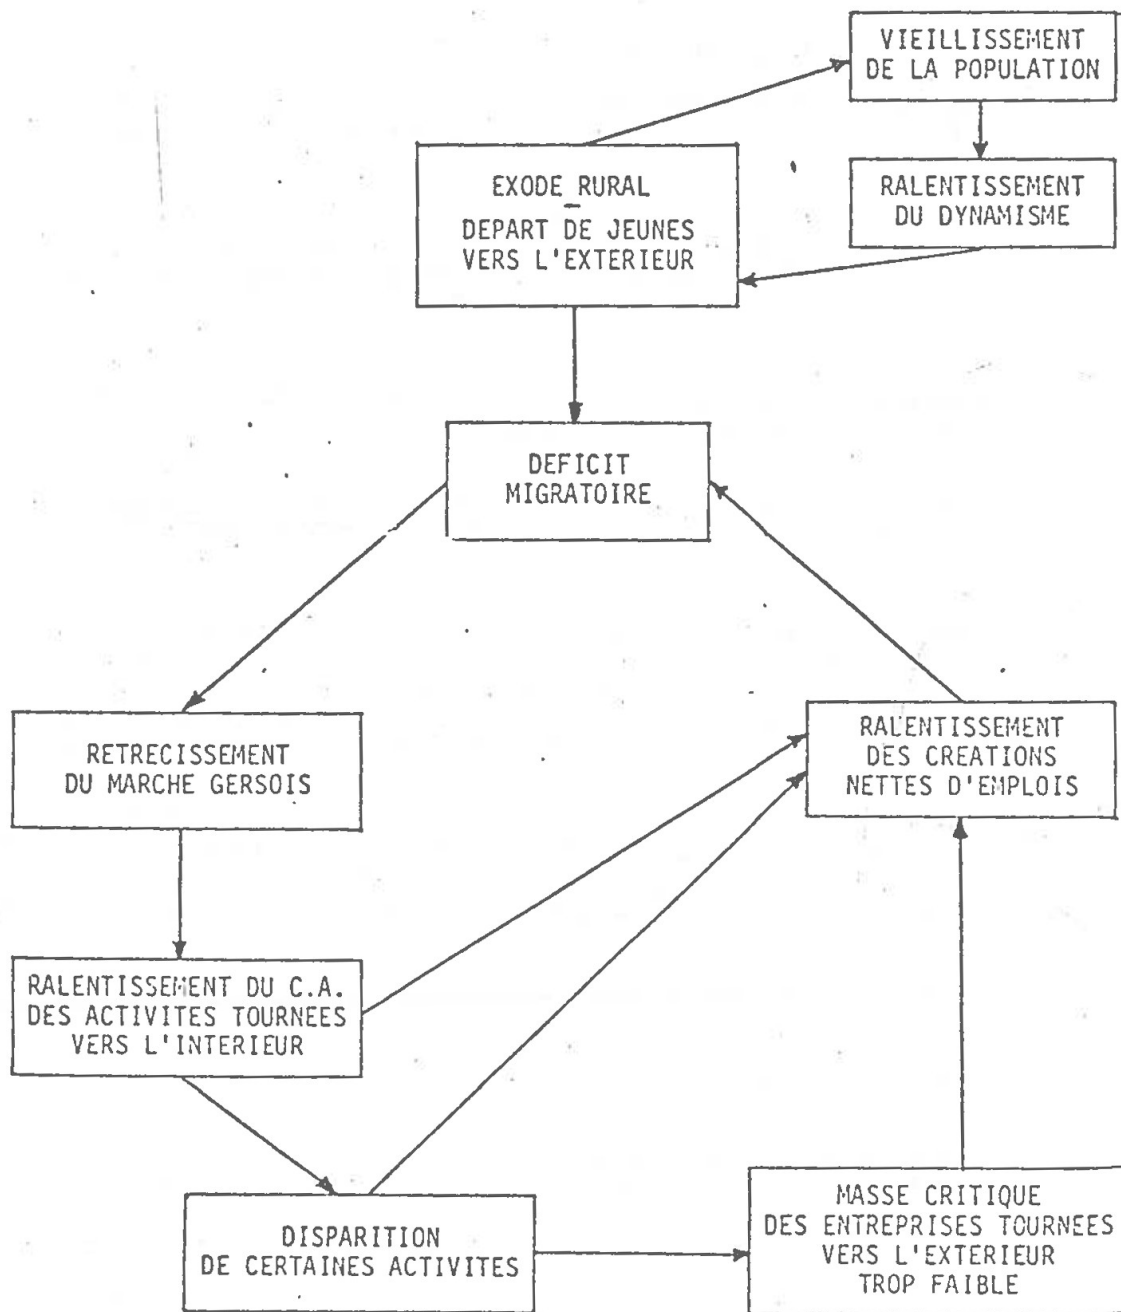 VIEILLISSEMENT
DE LA POPULATION
EXODE RURAL
DEPART DE JEUNES
VERS L'EXTERIEUR
RALENTISSEMENT
DU DYNAMISME
DEFICIT
MIGRATOIRE
RETRECISSEMENT
DU MARCHE GERSOIS
RALENTISSEMENT
DES CREATIONS
NETTES D'EMPLOIS
RALENTISSEMENT DU C.A.
DES ACTIVITES TOURNEES
VERS L'INTERIEUR
DISPARITION
DE CERTAINES ACTIVITES
MASSE CRITIQUE
DES ENTREPRISES TOURNEES
VERS L'EXTERIEUR
TROP FAIBLE